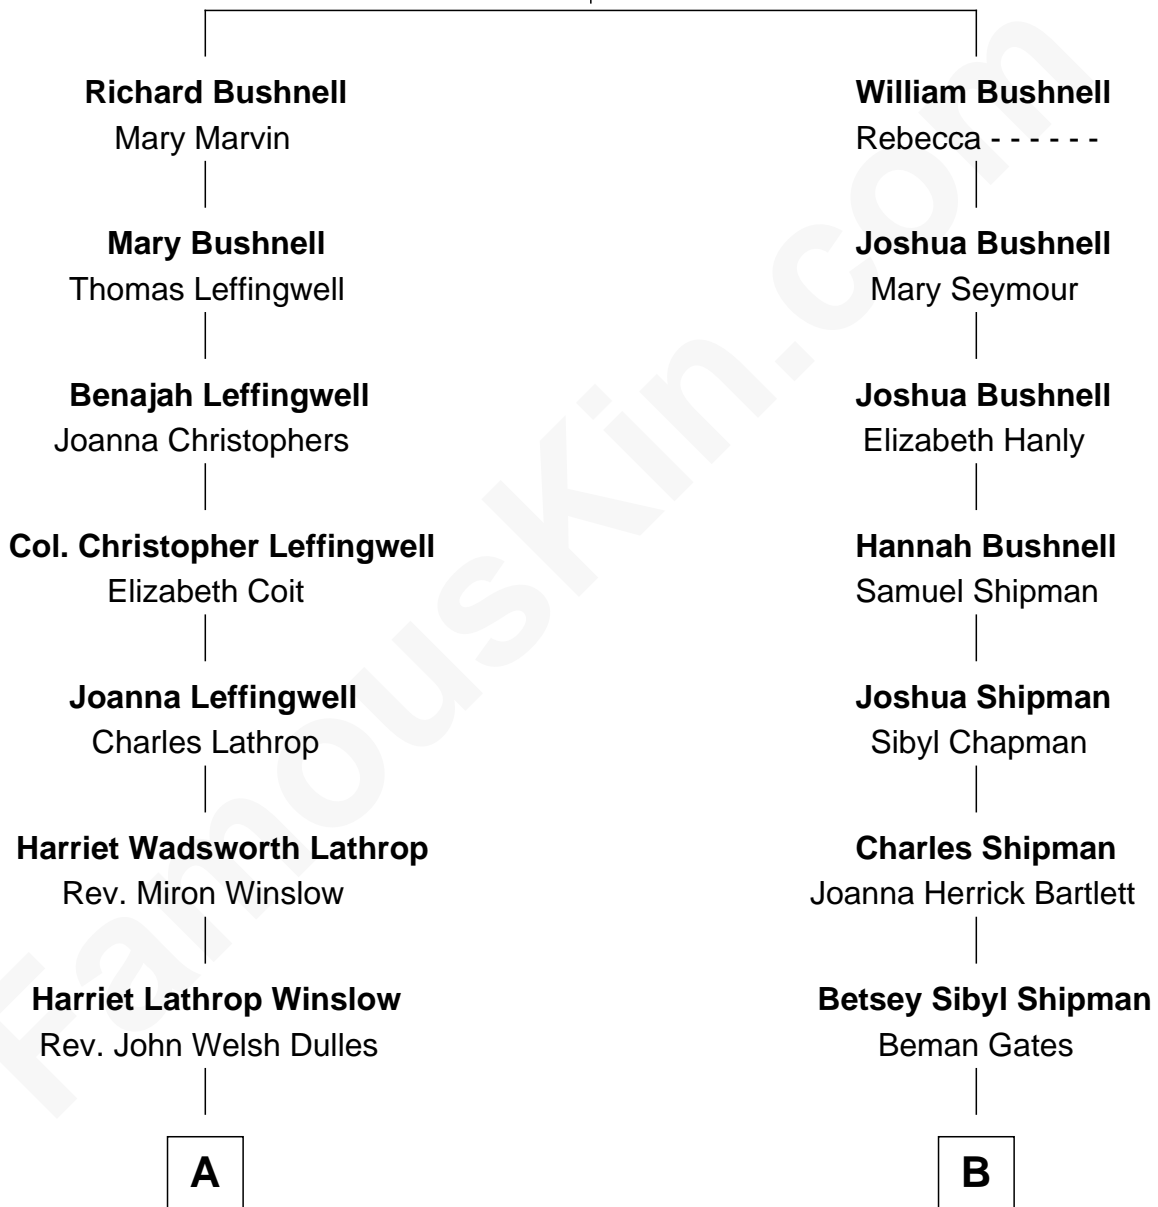 Richard Bushnell
Mary Marvin
Mary Bushnell
Thomas Leffingwell
Benajah Leffingwell
Joanna Christophers
Col. Christopher Leffingwell
Elizabeth Coit
Joanna Leffingwell
Charles Lathrop
Harriet Wadsworth Lathrop
Rev. Miron Winslow
Harriet Lathrop Winslow
Rev. John Welsh Dulles
A
William Bushnell
Rebecca - - - - - -
Joshua Bushnell
Mary Seymour
Joshua Bushnell
Elizabeth Hanly
Hannah Bushnell
Samuel Shipman
Joshua Shipman
Sibyl Chapman
Charles Shipman
Joanna Herrick Bartlett
Betsey Sibyl Shipman
Beman Gates
B
FamousKin.com